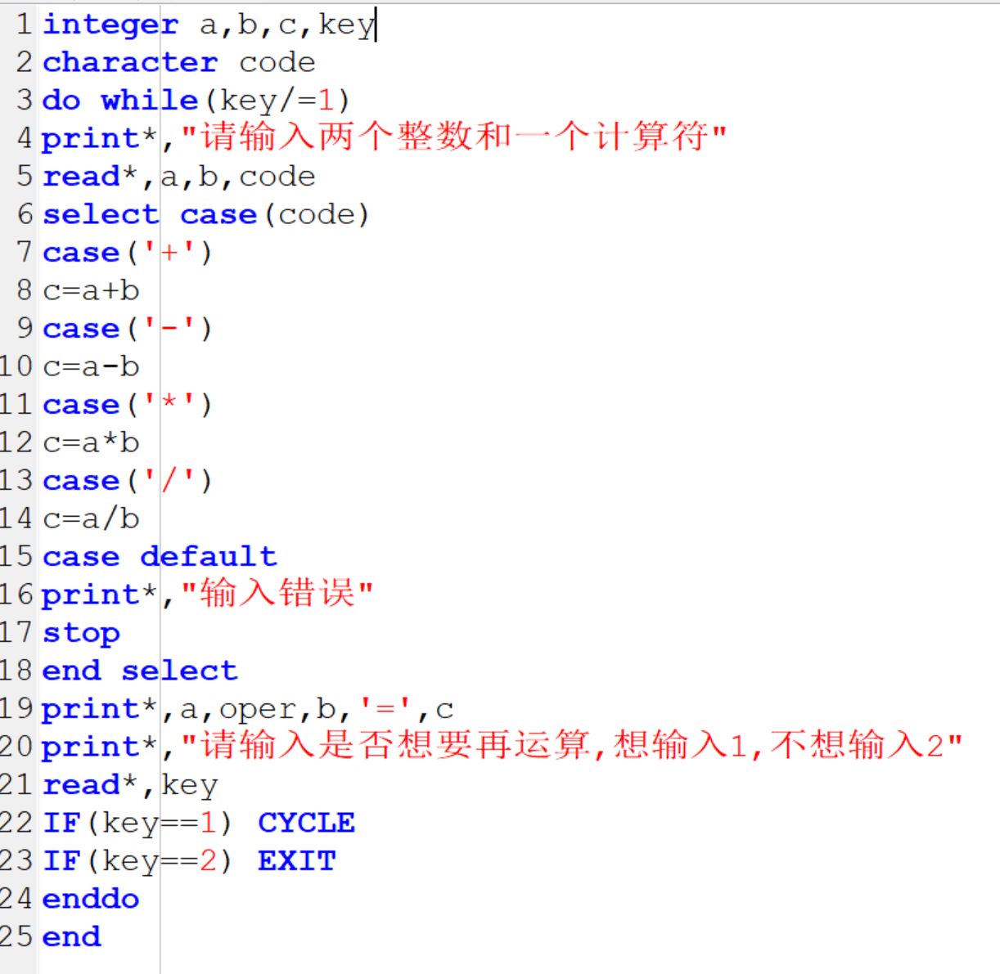 1 integer a,b,c,key
2 character code
3 do while(key/=1)
4 print*,"请输入两个整数和一个计算符"
5 read*,a,b,code
6 select case(code)
7 case('+')
8 c=a+b
9 case('-')
10 c=a-b
11 case('*')
12 c=a*b
13 case('/')
14 c=a/b
15 case default
16 print*,"输入错误"
17 stop
18 end select
19 print*,a,oper,b,'=',c
20 print*,"请输入是否想要再运算,想输入1,不想输入2"
21 read*,key
22 IF(key==1) CYCLE
23 IF(key==2) EXIT
24 enddo
25 end